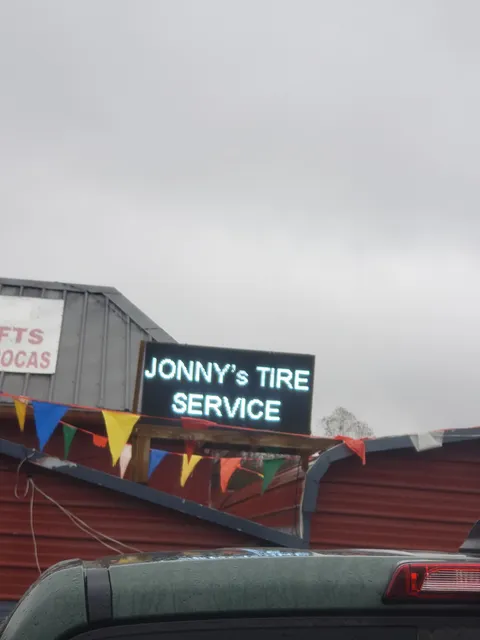 FTS
OCAS
JONNY's TIRE
SERVICE